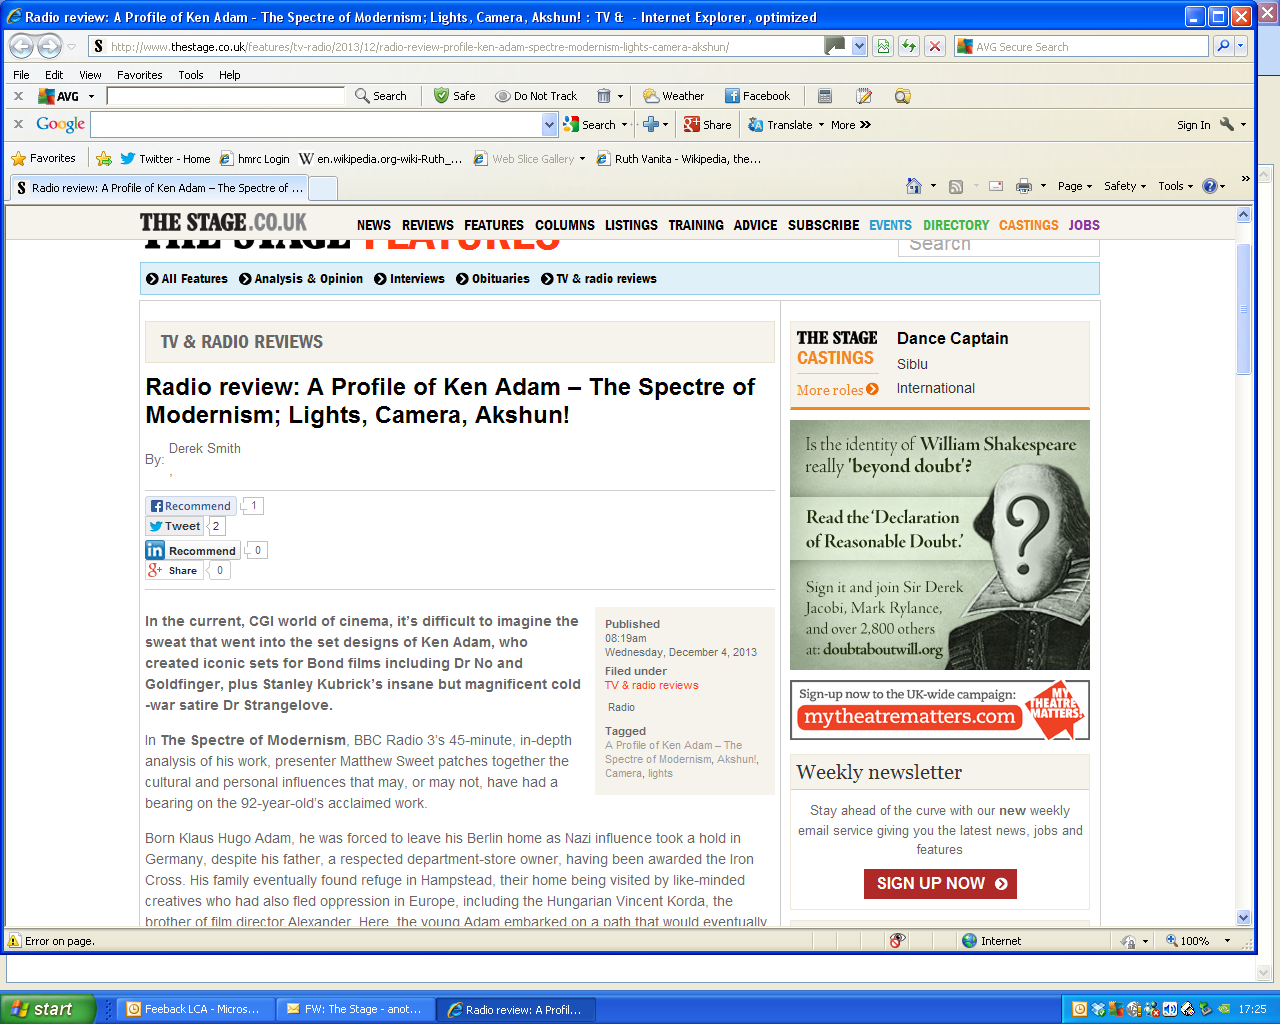 Radio review: A Profile of Ken Adam - The Spectre of Modernism; Lights, Camera, Akshun! : TV & - Internet Explorer, optimized
http://www.thestage.co.uk/features/tv-radio/2013/12/radio-review-profile-ken-adam-spectre-modernism-lights-camera-akshun/
AVG Secure Search
File Edit View Favorites Tools Help
AVG Search Safe Do Not Track Weather Facebook
Google Search Share Translate More Sign In
Favorites Twitter - Home hmrc Login en.wikipedia.org-wiki-Ruth_... Web Slice Gallery Ruth Vanita - Wikipedia, the...
Radio review: A Profile of Ken Adam – The Spectre of ... Page Safety Tools
THE STAGE.CO.UK NEWS REVIEWS FEATURES COLUMNS LISTINGS TRAINING ADVICE SUBSCRIBE EVENTS DIRECTORY CASTINGS JOBS
THE STAGE FEATURES Search
All Features Analysis & Opinion Interviews Obituaries TV & radio reviews
TV & RADIO REVIEWS
Radio review: A Profile of Ken Adam – The Spectre of
Modernism; Lights, Camera, Akshun!
By: Derek Smith
,
Recommend 1
Tweet 2
Recommend 0
Share 0
In the current, CGI world of cinema, it's difficult to imagine the
sweat that went into the set designs of Ken Adam, who
created iconic sets for Bond films including Dr No and
Goldfinger, plus Stanley Kubrick's insane but magnificent cold
-war satire Dr Strangelove.
Published
08:19am
Wednesday, December 4, 2013
Filed under
TV & radio reviews
Radio
Tagged
A Profile of Ken Adam – The
Spectre of Modernism, Akshun!,
Camera, lights
In The Spectre of Modernism, BBC Radio 3's 45-minute, in-depth
analysis of his work, presenter Matthew Sweet patches together the
cultural and personal influences that may, or may not, have had a
bearing on the 92-year-old's acclaimed work.
Born Klaus Hugo Adam, he was forced to leave his Berlin home as Nazi influence took a hold in
Germany, despite his father, a respected department-store owner, having been awarded the Iron
Cross. His family eventually found refuge in Hampstead, their home being visited by like-minded
creatives who had also fled oppression in Europe, including the Hungarian Vincent Korda, the
brother of film director Alexander. Here, the young Adam embarked on a path that would eventually
THE STAGE
CASTINGS
More roles
Dance Captain
Siblu
International
Is the identity of William Shakespeare
really 'beyond doubt'?
Read the 'Declaration
of Reasonable Doubt.'
Sign it and join Sir Derek
Jacobi, Mark Rylance,
and over 2,800 others
at: doubtaboutwill.org
?
Sign-up now to the UK-wide campaign:
mytheatrematters.com
MY
THEATRE
MATTERS!
Weekly newsletter
Stay ahead of the curve with our new weekly
email service giving you the latest news, jobs and
features
SIGN UP NOW
Error on page. Internet 100%
start Feeback LCA - Micros... FW: The Stage - anot... Radio review: A Profil... 17:25